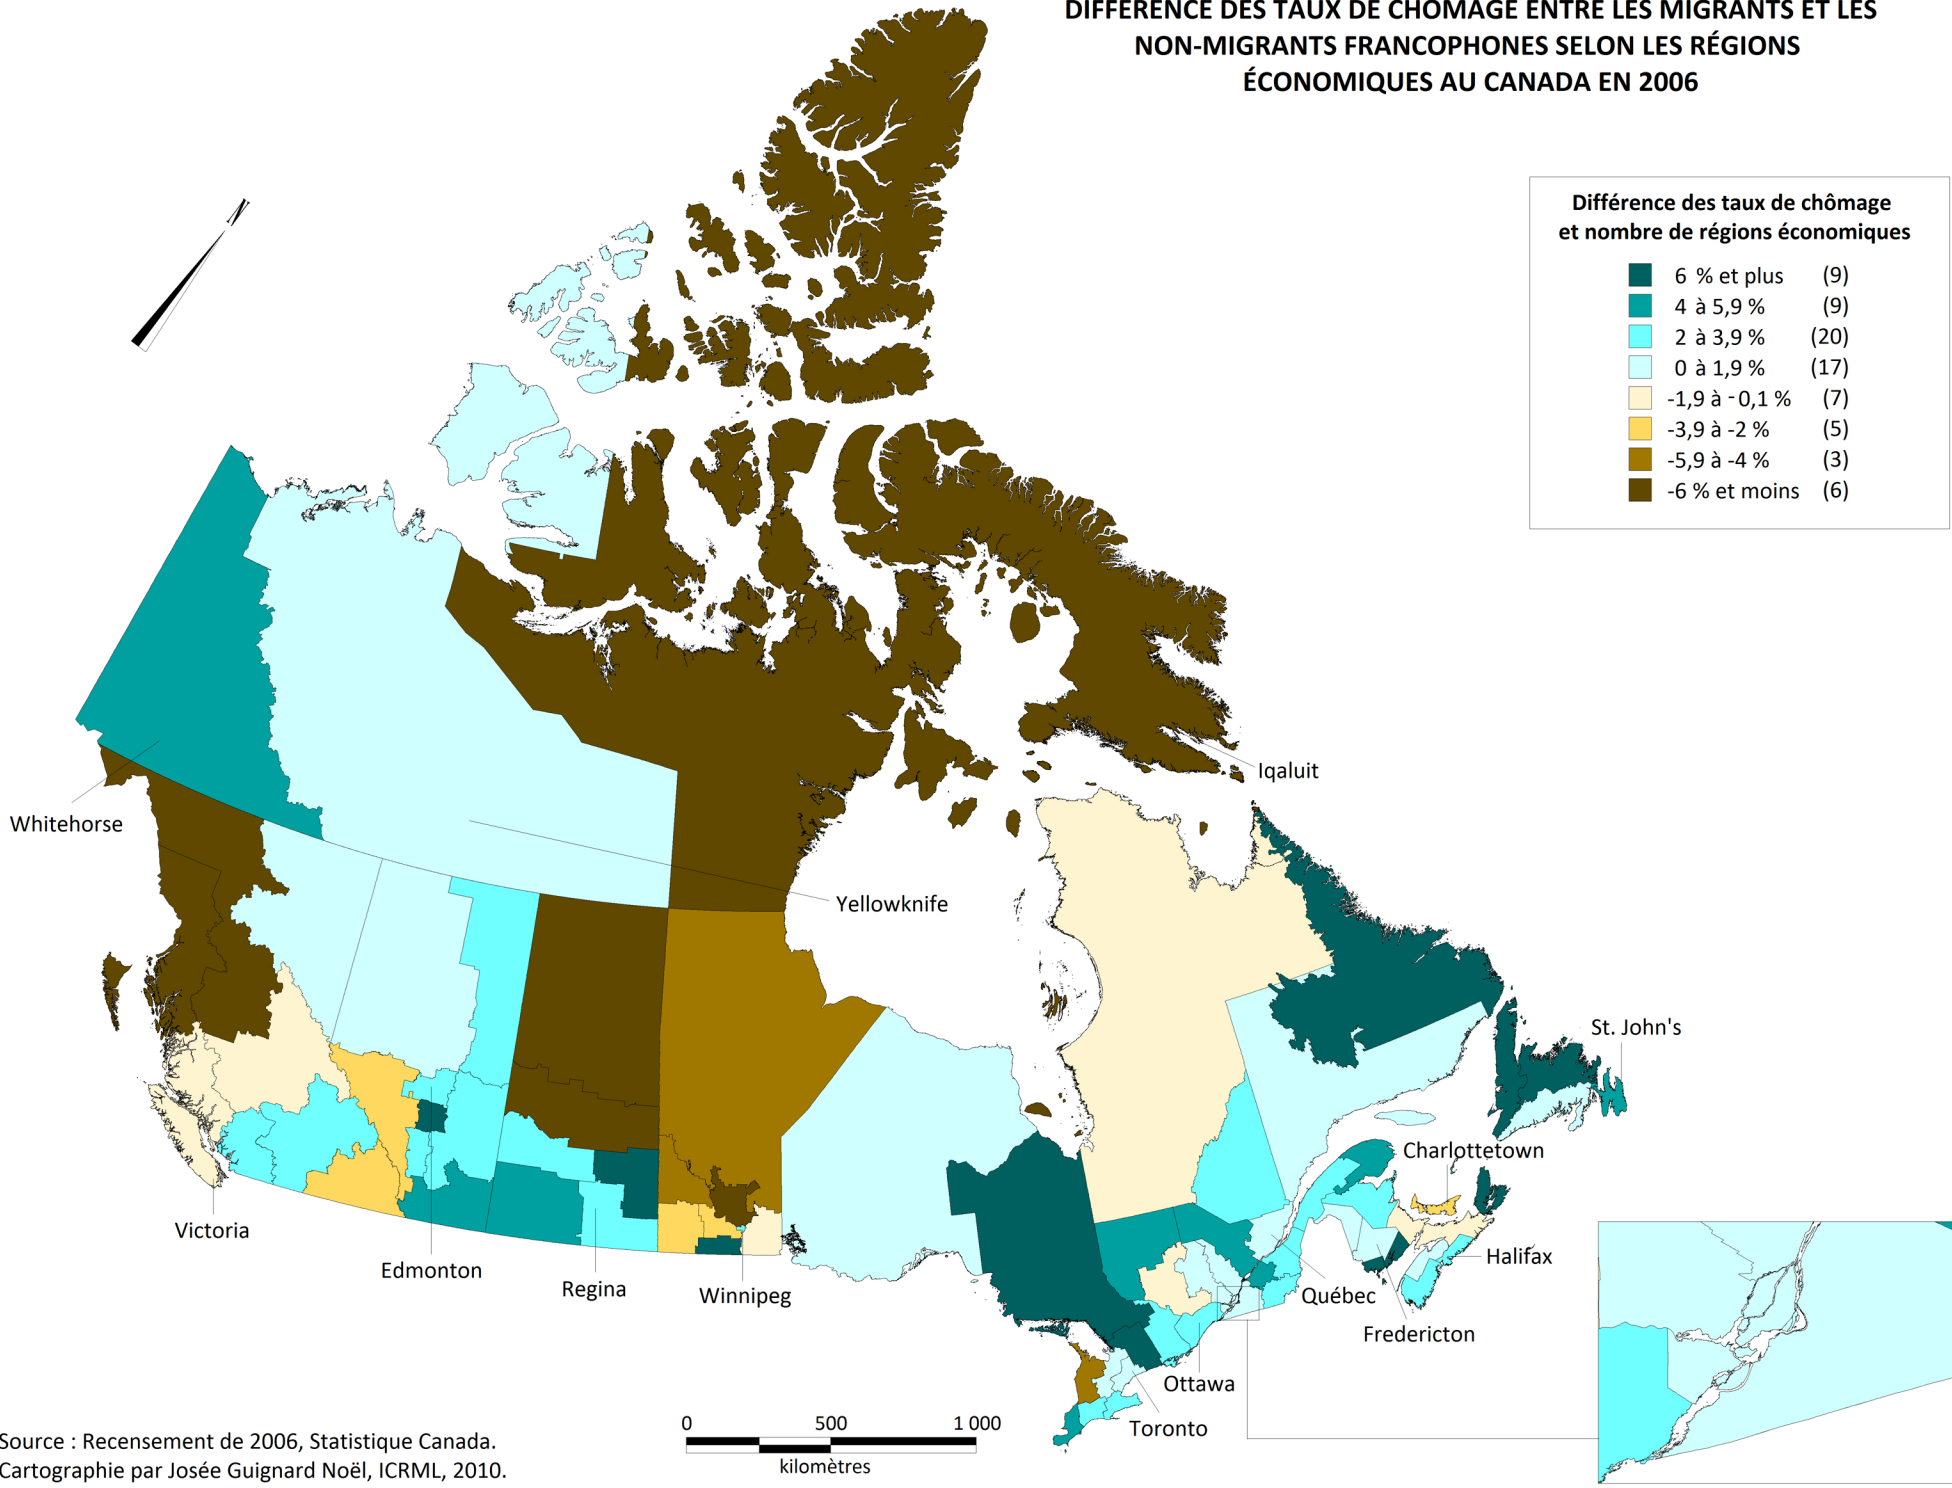 DIFFÉRENCE DES TAUX DE CHÔMAGE ENTRE LES MIGRANTS ET LES
NON-MIGRANTS FRANCOPHONES SELON LES RÉGIONS
ÉCONOMIQUES AU CANADA EN 2006
Différence des taux de chômage
et nombre de régions économiques
6 % et plus (9)
4 à 5,9 % (9)
2 à 3,9 % (20)
0 à 1,9 % (17)
-1,9 à -0,1 % (7)
-3,9 à -2 % (5)
-5,9 à -4 % (3)
-6 % et moins (6)
Iqaluit
Whitehorse
Yellowknife
St. John's
Charlottetown
Victoria
Halifax
Edmonton
Regina
Winnipeg
Québec
Fredericton
Ottawa
Toronto
0 500 1 000
kilomètres
Source : Recensement de 2006, Statistique Canada.
Cartographie par Josée Guignard Noël, ICRML, 2010.